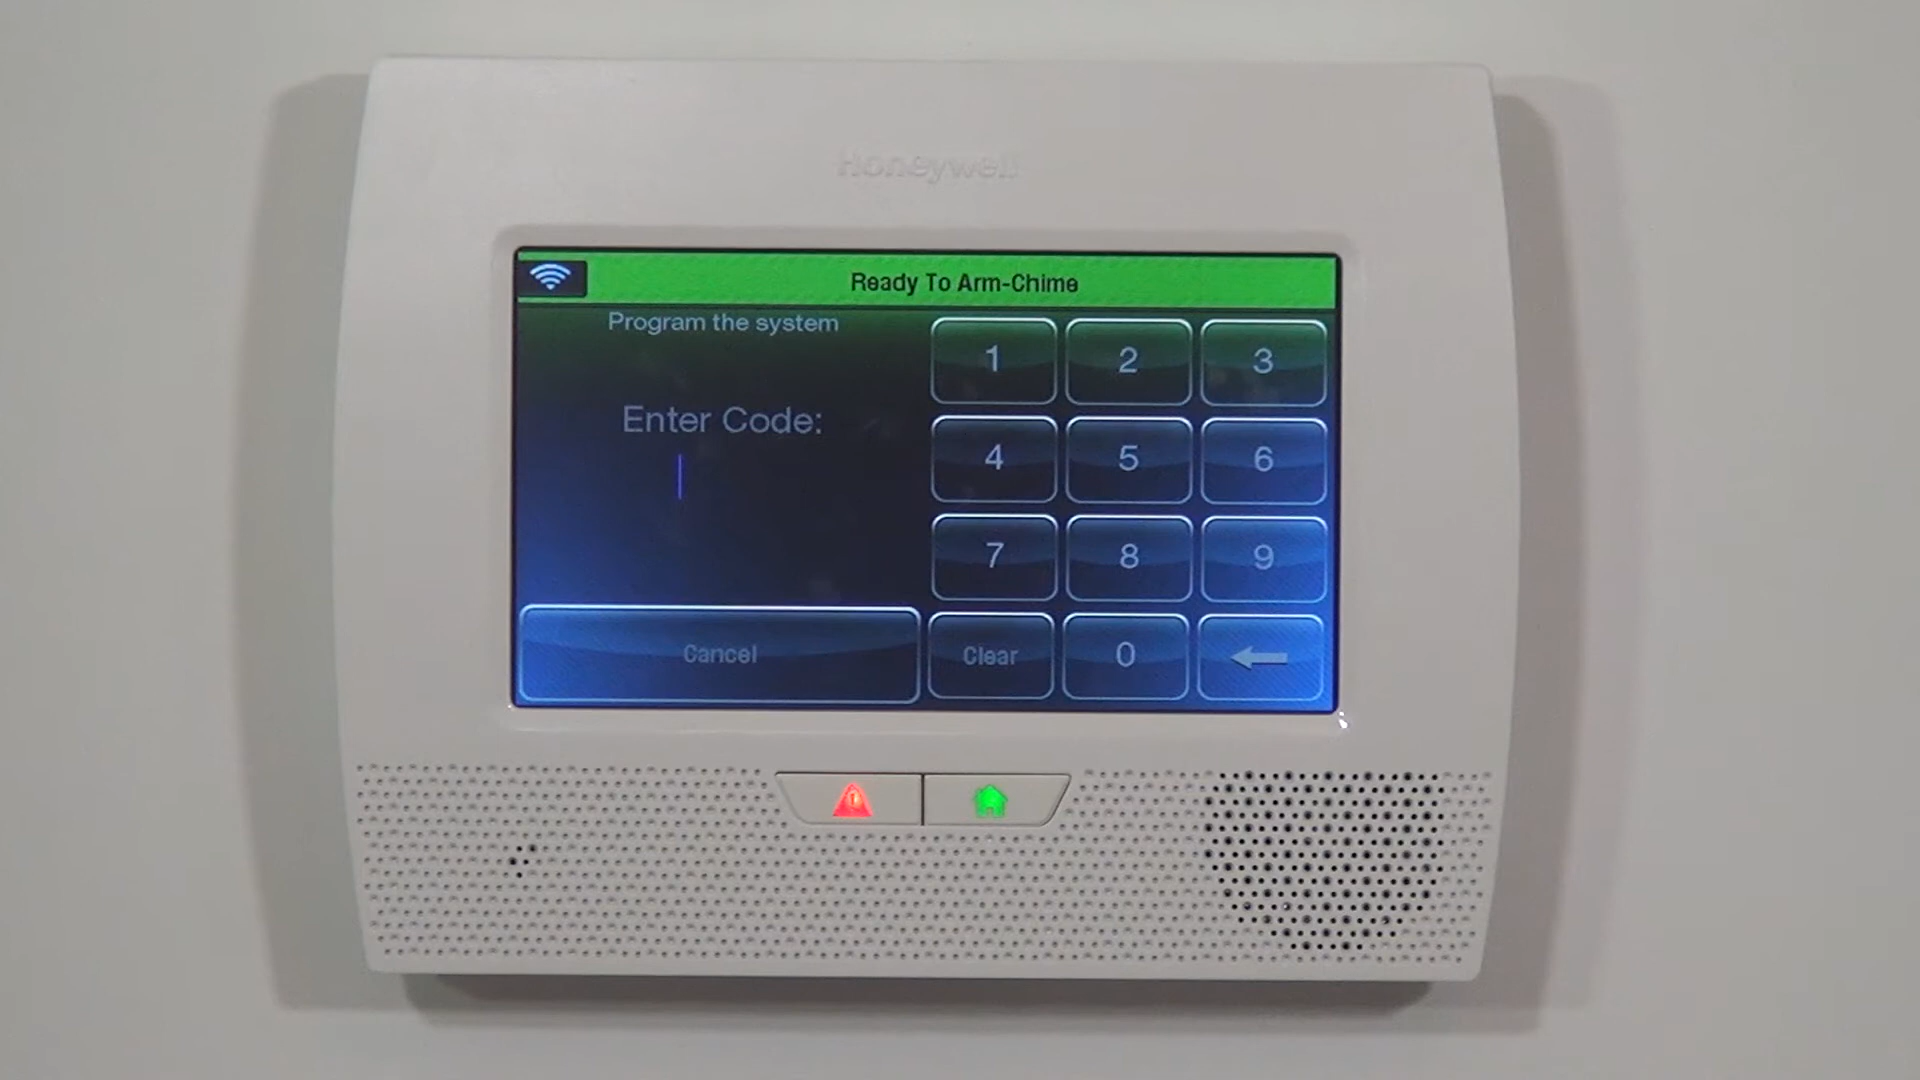 Honeywell
Ready To Arm-Chime
Program the system
Enter Code:
1 2 3
4 5 6
7 8 9
Cancel Clear 0